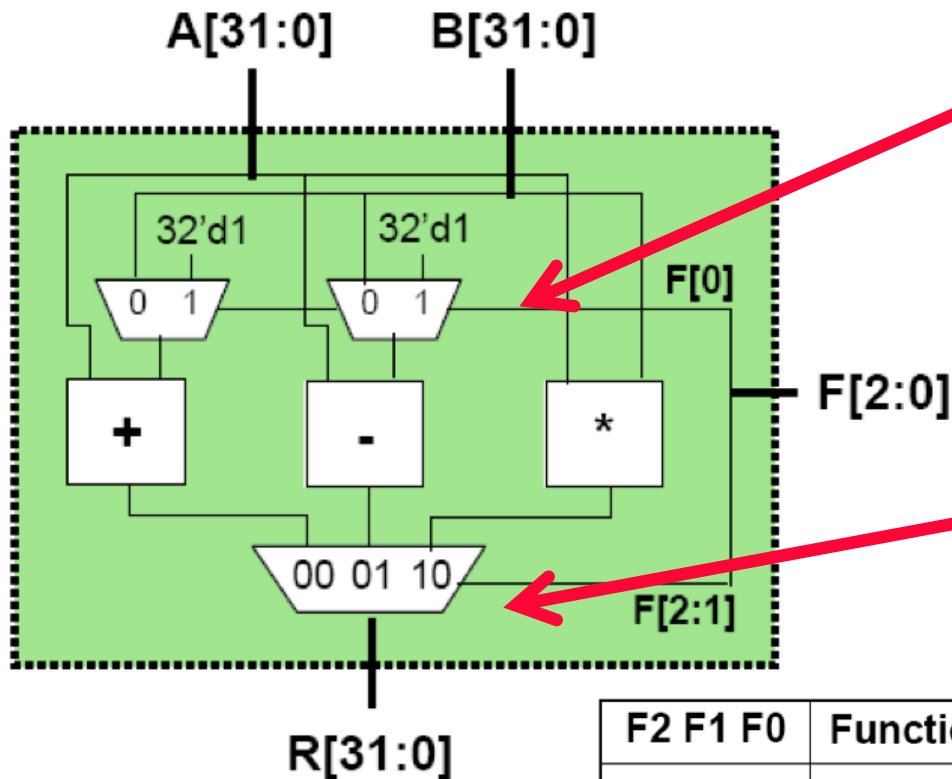 A[31:0] B[31:0]
32'd1 32'd1
F[0]
0 1 0 1
F[2:0]
+ - *
00 01 10
F[2:1]
R[31:0]
F2 F1 F0